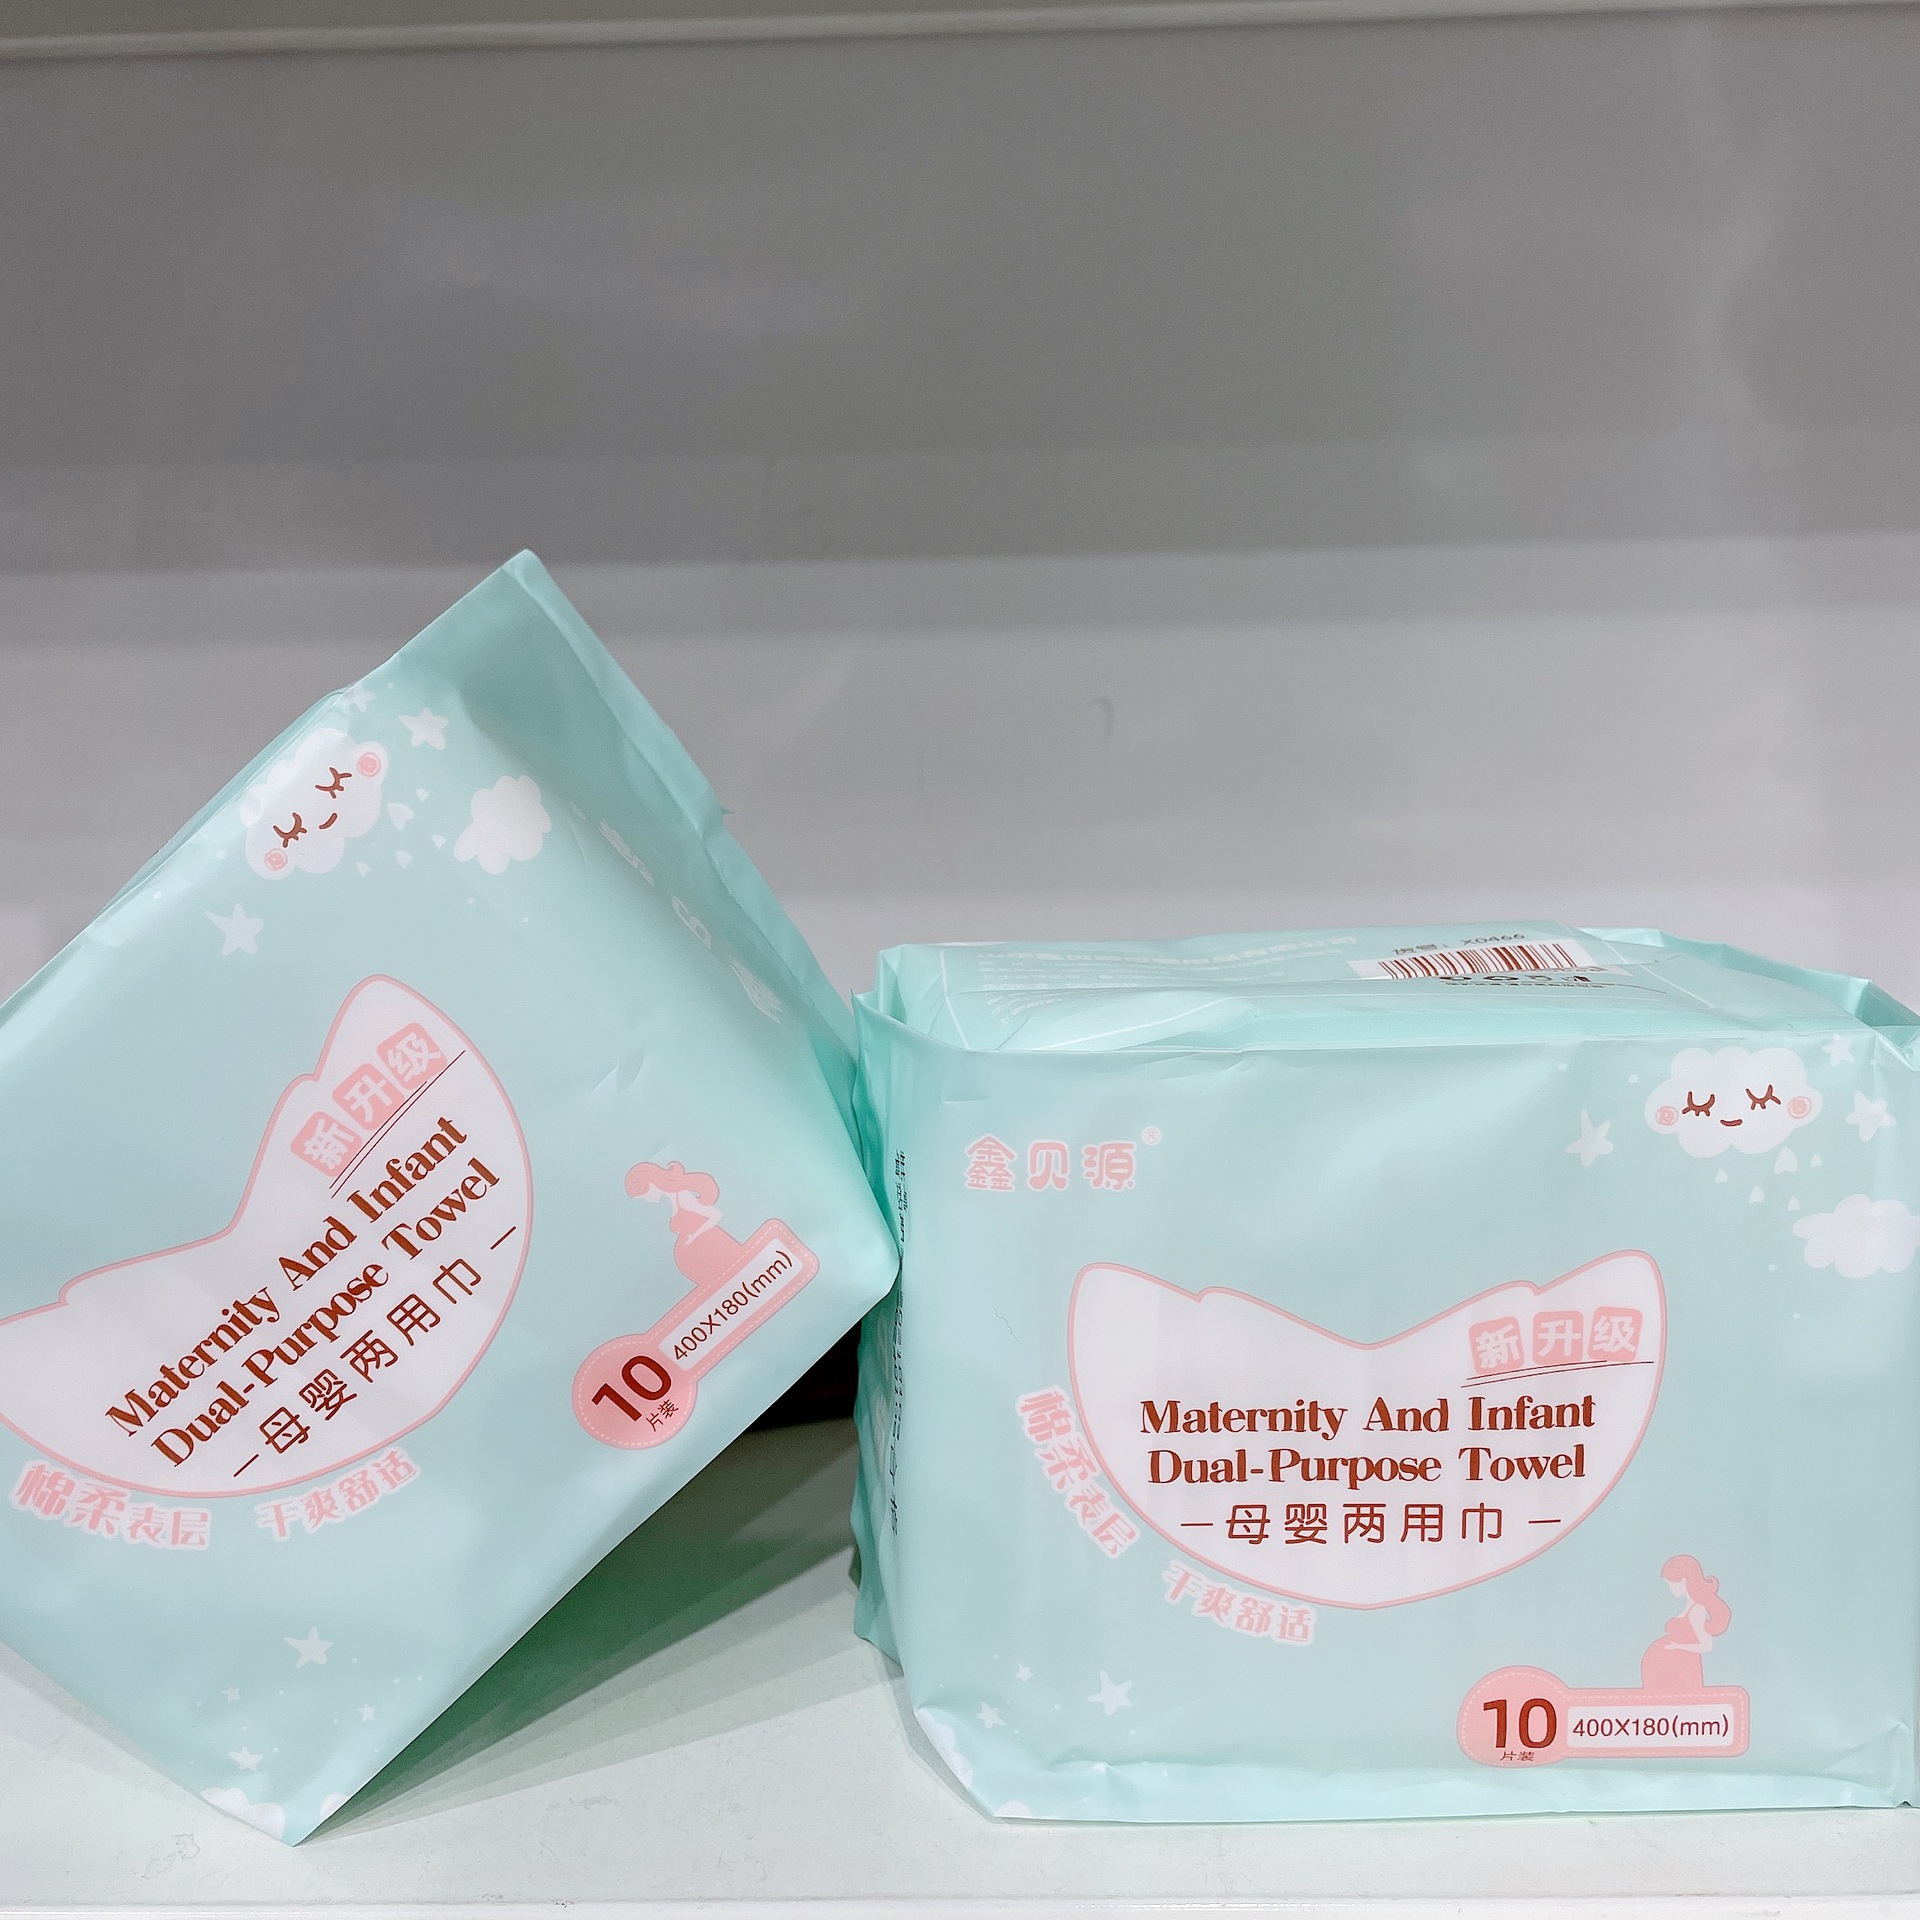 新升级
Maternity And Infant
Dual-Purpose Towel
母婴两用巾
棉柔表层 干爽舒适
400X180(mm)
10
片装
货号: X0466
鑫贝源®
新升级
Maternity And Infant
Dual-Purpose Towel
母婴两用巾
棉柔表层
干爽舒适
10
片装
400X180(mm)